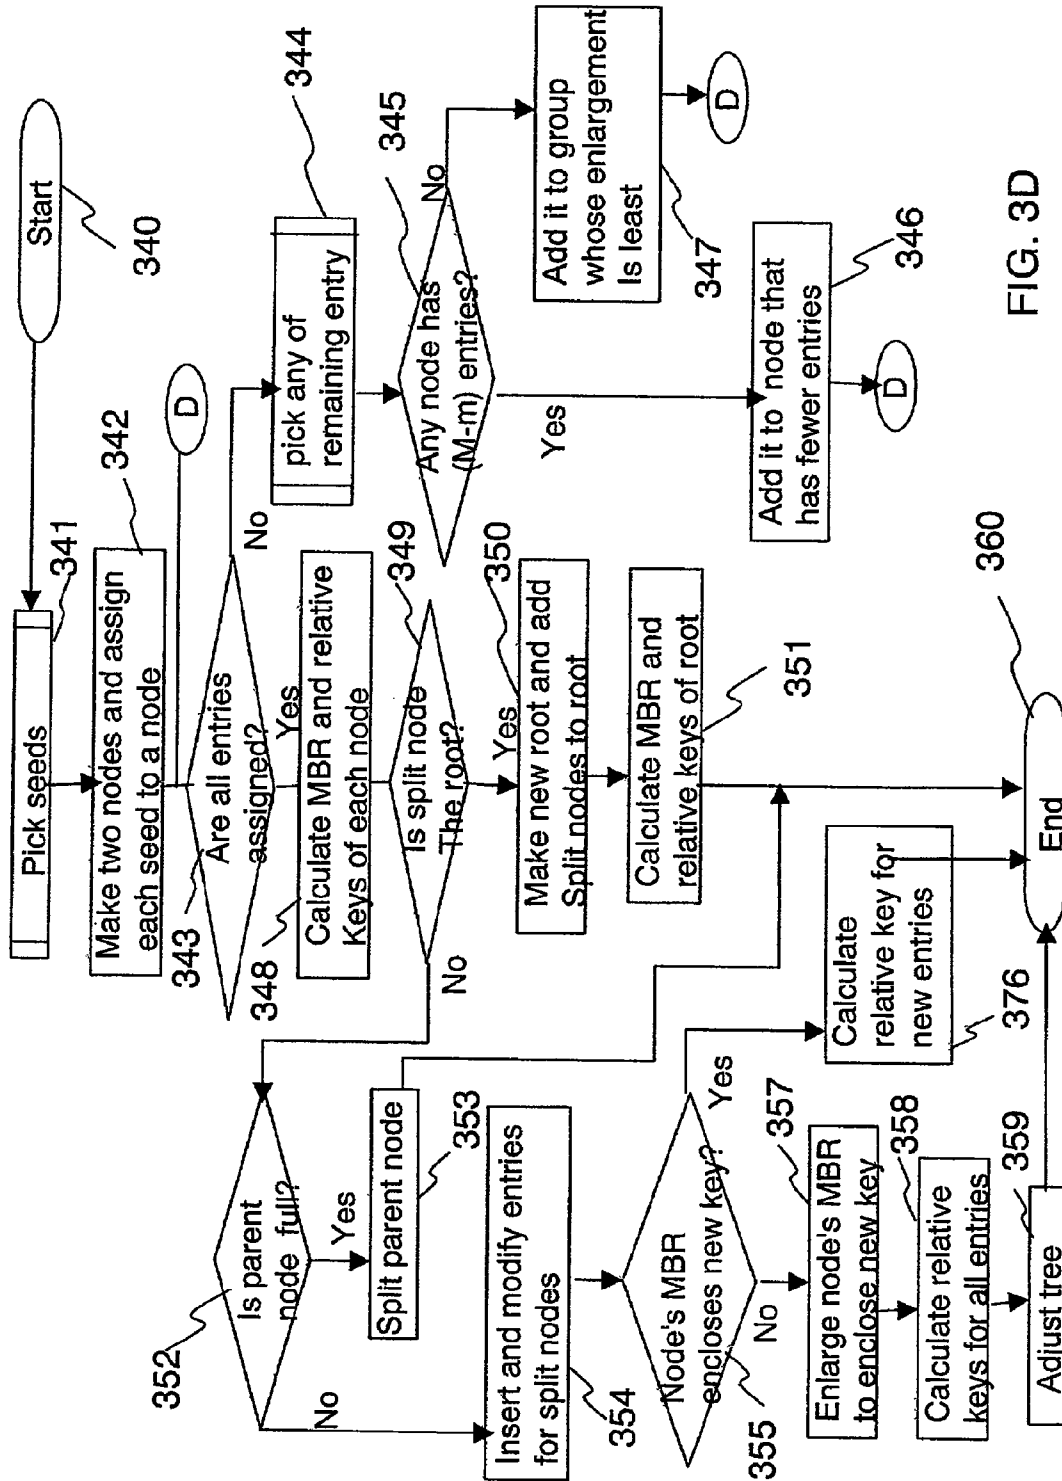 Start
340
Pick seeds
341
Make two nodes and assign
each seed to a node
342
D
Are all entries
assigned?
343
No
Yes
pick any of
remaining entry
344
Any node has
(M-m) entries?
345
No
Yes
Add it to group
whose enlargement
Is least
347
D
Add it to node that
has fewer entries
346
D
Calculate MBR and relative
Keys of each node
348
Is split node
The root?
349
Yes
No
Make new root and add
Split nodes to root
350
Calculate MBR and
relative keys of root
351
Is parent
node full?
352
Yes
No
Split parent node
353
Insert and modify entries
for split nodes
354
Node's MBR
encloses new key?
355
Yes
No
Calculate
relative key for
new entries
376
Enlarge node's MBR
to enclose new key
357
Calculate relative
keys for all entries
358
Adjust tree
359
End
360
FIG. 3D